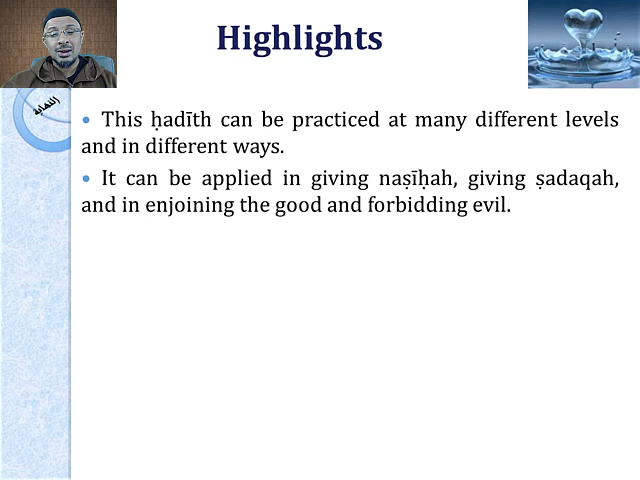 Highlights
النهاية
• This ḥadīth can be practiced at many different levels
and in different ways.
• It can be applied in giving naṣīḥah, giving ṣadaqah,
and in enjoining the good and forbidding evil.